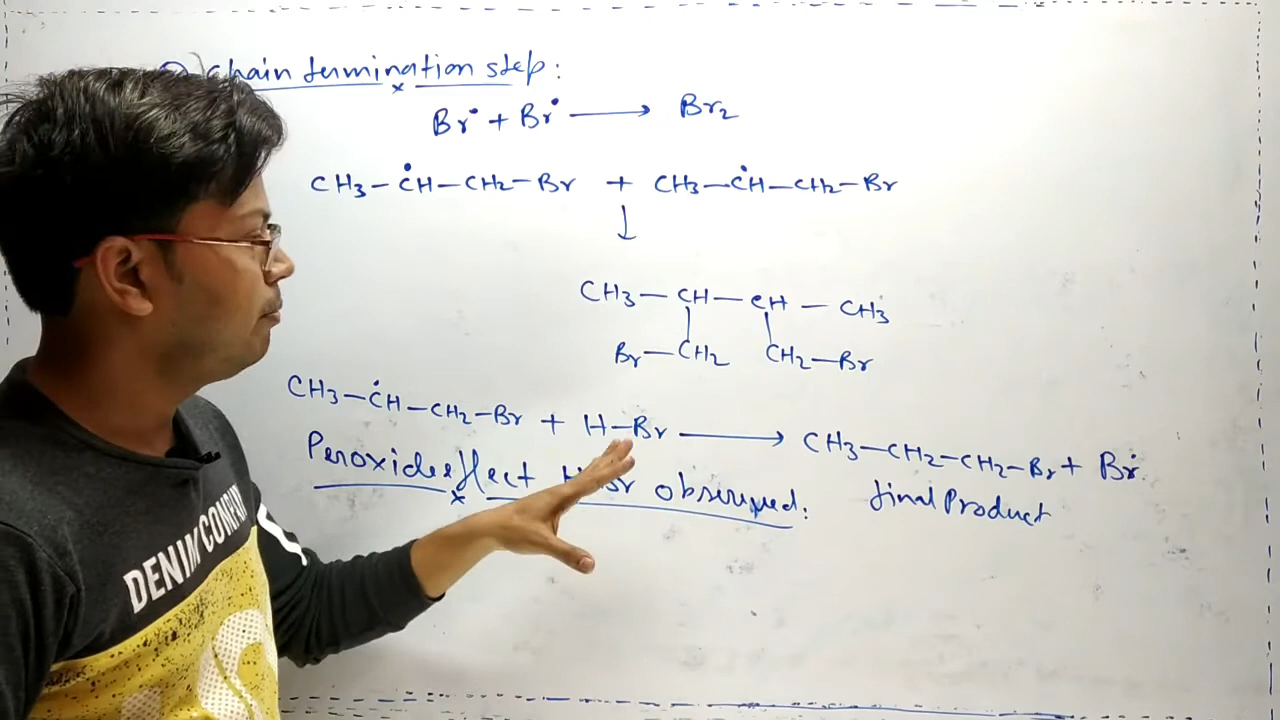 Chain termination step:
Br• + Br• ⟶ Br2
CH3-ĊH-CH2-Br + CH3-ĊH-CH2-Br
↓
CH3-CH-CH-CH3
Br-CH2 CH2-Br
CH3-ĊH-CH2-Br + H-Br ⟶ CH3-CH2-CH2-Br + Br•
Peroxide effect observed.
final Product
DENIM COMPANY